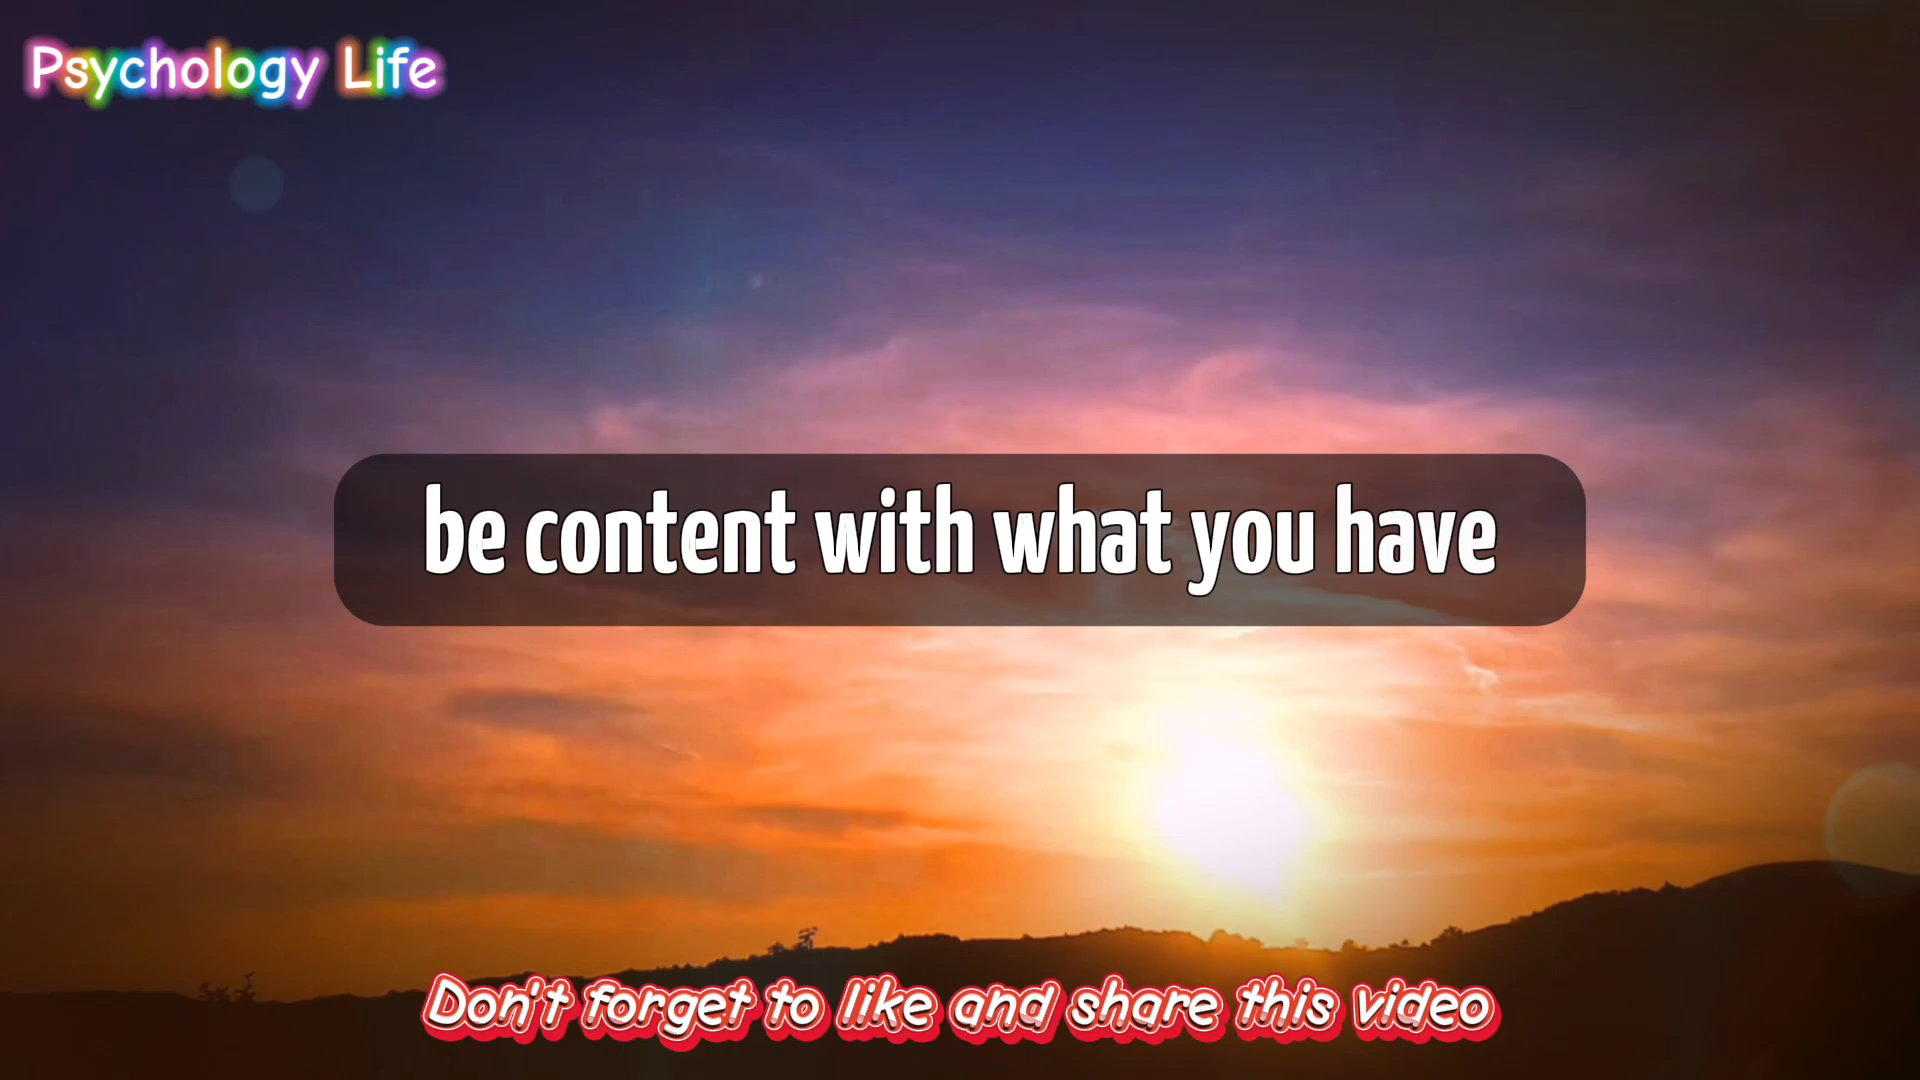 Psychology Life
be content with what you have
Don't forget to like and share this video